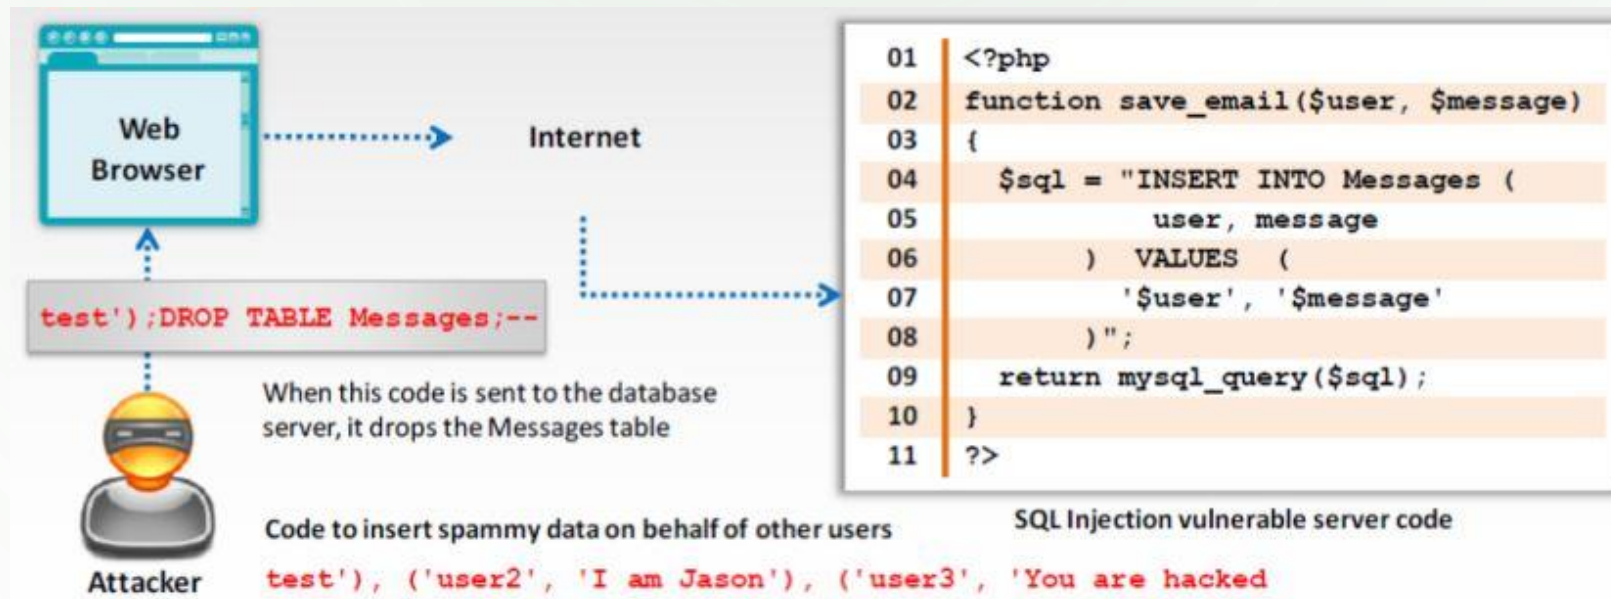 Web
Browser
Internet
test');DROP TABLE Messages;--
When this code is sent to the database
server, it drops the Messages table
Attacker
01 <?php
02 function save_email($user, $message)
03 {
04 $sql = "INSERT INTO Messages (
05 user, message
06 ) VALUES (
07 '$user', '$message'
08 )";
09 return mysql_query($sql);
10 }
11 ?>
SQL Injection vulnerable server code
Code to insert spammy data on behalf of other users
test'), ('user2', 'I am Jason'), ('user3', 'You are hacked